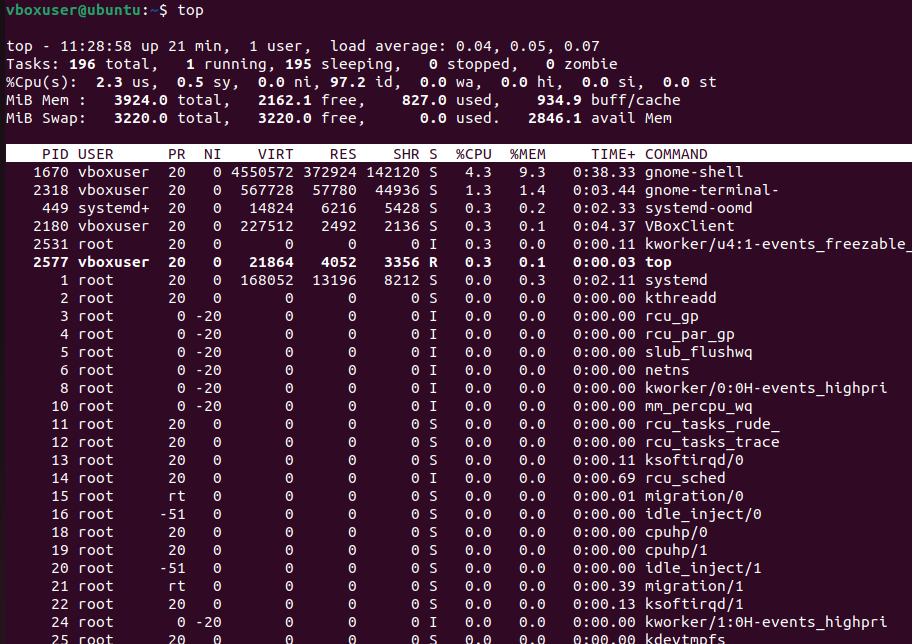 vboxuser@ubuntu:~$ top
top - 11:28:58 up 21 min,  1 user,  load average: 0.04, 0.05, 0.07
Tasks: 196 total,   1 running, 195 sleeping,   0 stopped,   0 zombie
%Cpu(s):  2.3 us,  0.5 sy,  0.0 ni, 97.2 id,  0.0 wa,  0.0 hi,  0.0 si,  0.0 st
MiB Mem :   3924.0 total,   2162.1 free,    827.0 used,    934.9 buff/cache
MiB Swap:   3220.0 total,   3220.0 free,      0.0 used.   2846.1 avail Mem
PID USER      PR  NI    VIRT    RES    SHR S  %CPU  %MEM     TIME+ COMMAND
1670 vboxuser  20   0 4550572 372924 142120 S   4.3   9.3   0:38.33 gnome-shell
2318 vboxuser  20   0  567728  57780  44936 S   1.3   1.4   0:03.44 gnome-terminal-
449 systemd+  20   0   14824   6216   5428 S   0.3   0.2   0:02.33 systemd-oomd
2180 vboxuser  20   0  227512   2492   2136 S   0.3   0.1   0:04.37 VBoxClient
2531 root      20   0       0      0      0 I   0.3   0.0   0:00.11 kworker/u4:1-events_freezable_
2577 vboxuser  20   0   21864   4052   3356 R   0.3   0.1   0:00.03 top
1 root      20   0  168052  13196   8212 S   0.0   0.3   0:02.11 systemd
2 root      20   0       0      0      0 S   0.0   0.0   0:00.00 kthreadd
3 root       0 -20       0      0      0 I   0.0   0.0   0:00.00 rcu_gp
4 root       0 -20       0      0      0 I   0.0   0.0   0:00.00 rcu_par_gp
5 root       0 -20       0      0      0 I   0.0   0.0   0:00.00 slub_flushwq
6 root       0 -20       0      0      0 I   0.0   0.0   0:00.00 netns
8 root       0 -20       0      0      0 I   0.0   0.0   0:00.00 kworker/0:0H-events_highpri
10 root       0 -20       0      0      0 I   0.0   0.0   0:00.00 mm_percpu_wq
11 root      20   0       0      0      0 S   0.0   0.0   0:00.00 rcu_tasks_rude_
12 root      20   0       0      0      0 S   0.0   0.0   0:00.00 rcu_tasks_trace
13 root      20   0       0      0      0 S   0.0   0.0   0:00.11 ksoftirqd/0
14 root      20   0       0      0      0 I   0.0   0.0   0:00.69 rcu_sched
15 root      rt   0       0      0      0 S   0.0   0.0   0:00.01 migration/0
16 root     -51   0       0      0      0 S   0.0   0.0   0:00.00 idle_inject/0
18 root      20   0       0      0      0 S   0.0   0.0   0:00.00 cpuhp/0
19 root      20   0       0      0      0 S   0.0   0.0   0:00.00 cpuhp/1
20 root     -51   0       0      0      0 S   0.0   0.0   0:00.00 idle_inject/1
21 root      rt   0       0      0      0 S   0.0   0.0   0:00.39 migration/1
22 root      20   0       0      0      0 S   0.0   0.0   0:00.13 ksoftirqd/1
24 root       0 -20       0      0      0 I   0.0   0.0   0:00.00 kworker/1:0H-events_highpri
25 root      20   0       0      0      0 S   0.0   0.0   0:00.00 kdevtmpfs